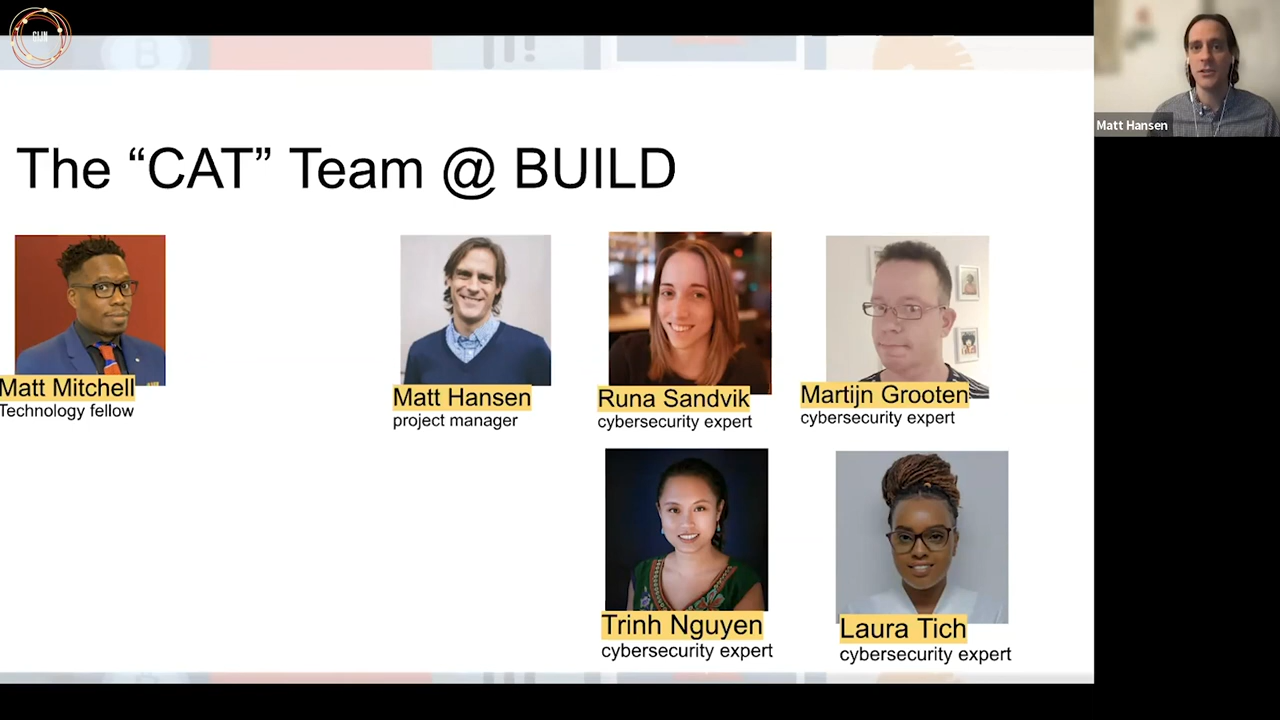 GIJN
Matt Hansen
The “CAT” Team @ BUILD
Matt Mitchell
Technology fellow
Matt Hansen
project manager
Runa Sandvik
cybersecurity expert
Martijn Grooten
cybersecurity expert
Trinh Nguyen
cybersecurity expert
Laura Tich
cybersecurity expert